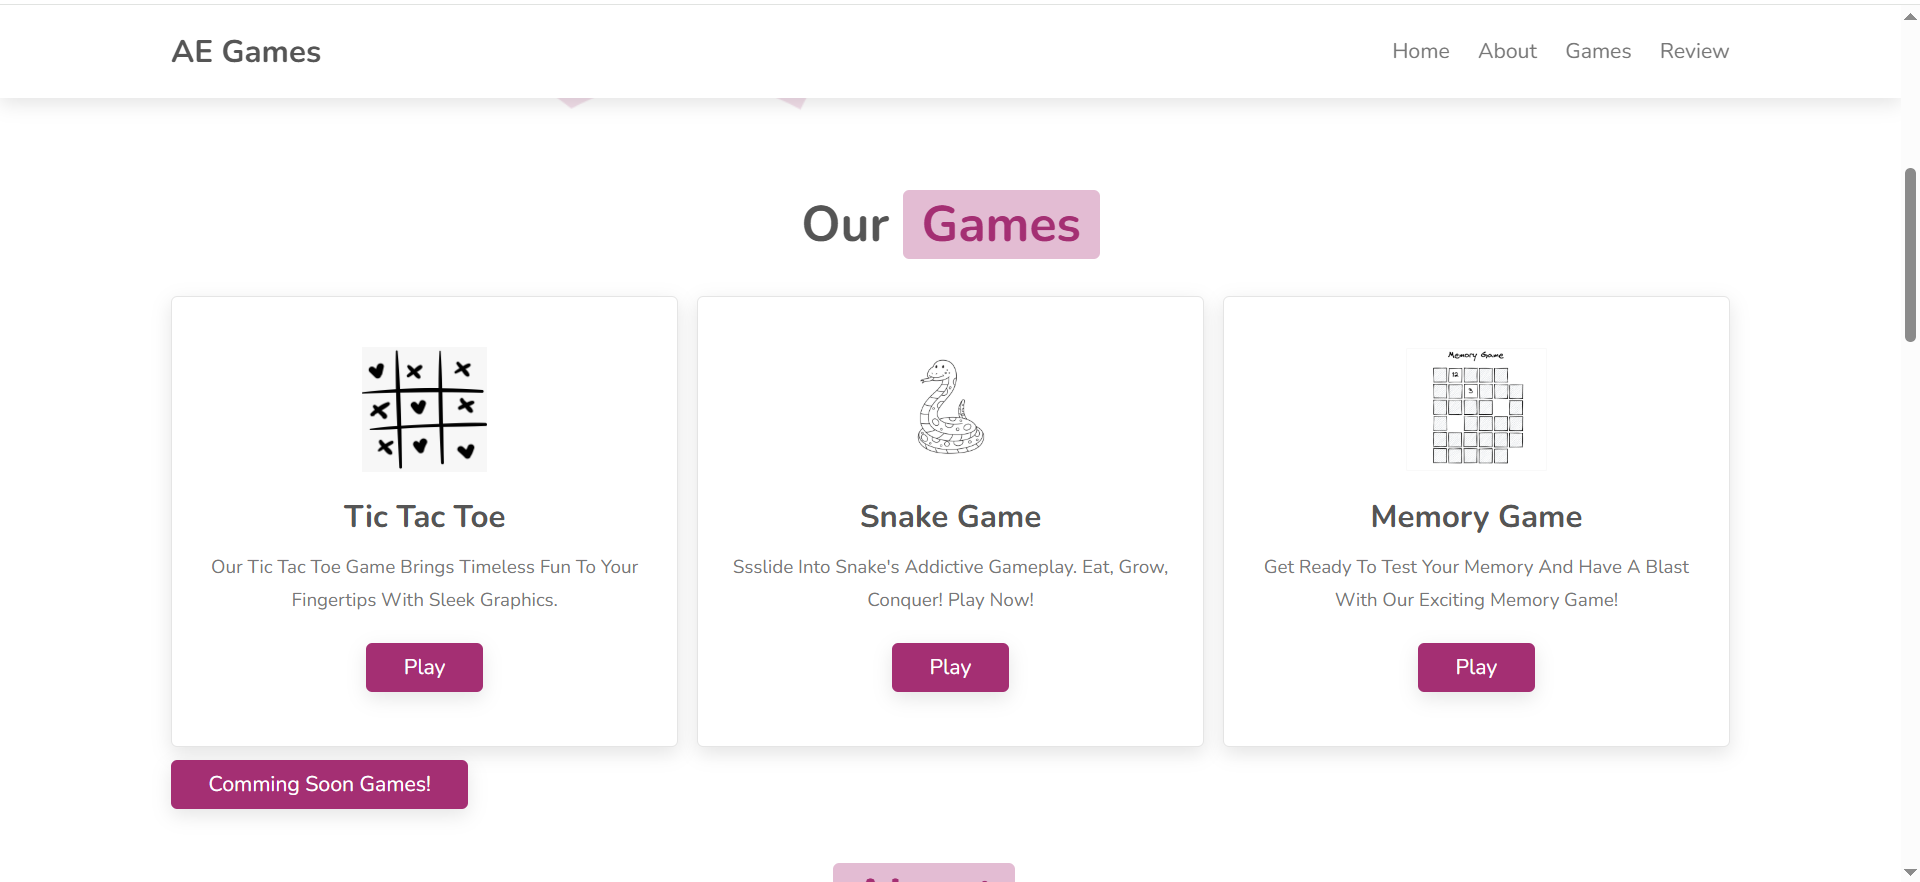 AE Games
Home About Games Review
Our Games
Memory Game
12
3
Tic Tac Toe
Our Tic Tac Toe Game Brings Timeless Fun To Your
Fingertips With Sleek Graphics.
Play
Snake Game
Ssslide Into Snake's Addictive Gameplay. Eat, Grow,
Conquer! Play Now!
Play
Memory Game
Get Ready To Test Your Memory And Have A Blast
With Our Exciting Memory Game!
Play
Comming Soon Games!